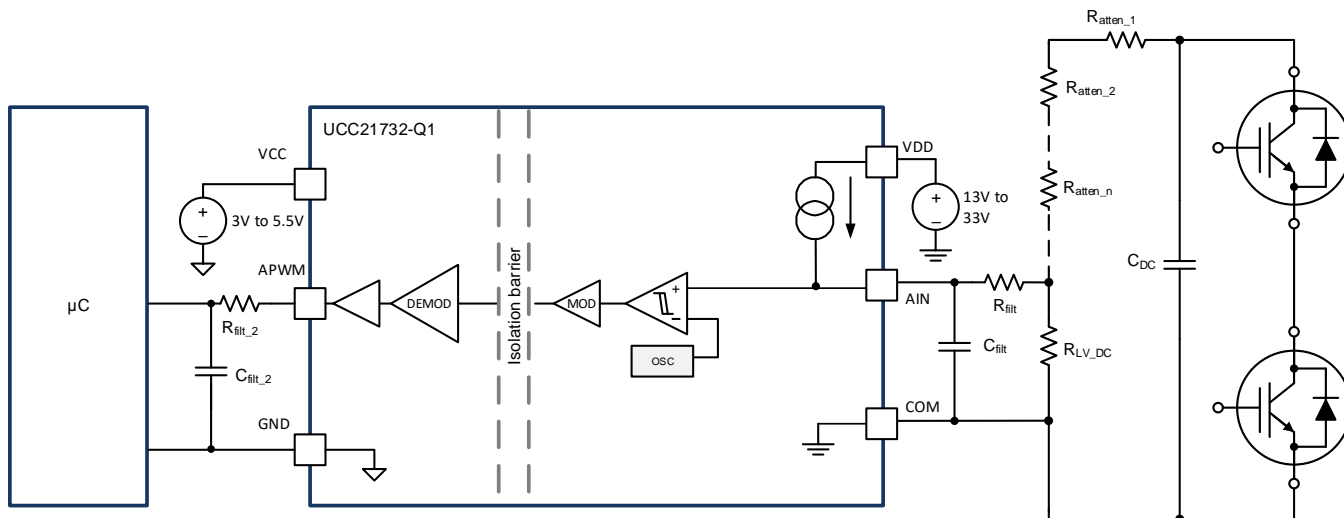 R_atten_1
R_atten_2
R_atten_n
UCC21732-Q1
VCC
VDD
+
3V to 5.5V
–
+
13V to
33V
–
Isolation barrier
APWM
AIN
µC
DEMOD
MOD
+
–
OSC
R_filt_2
C_filt_2
R_filt
C_filt
R_LV_DC
C_DC
GND
COM